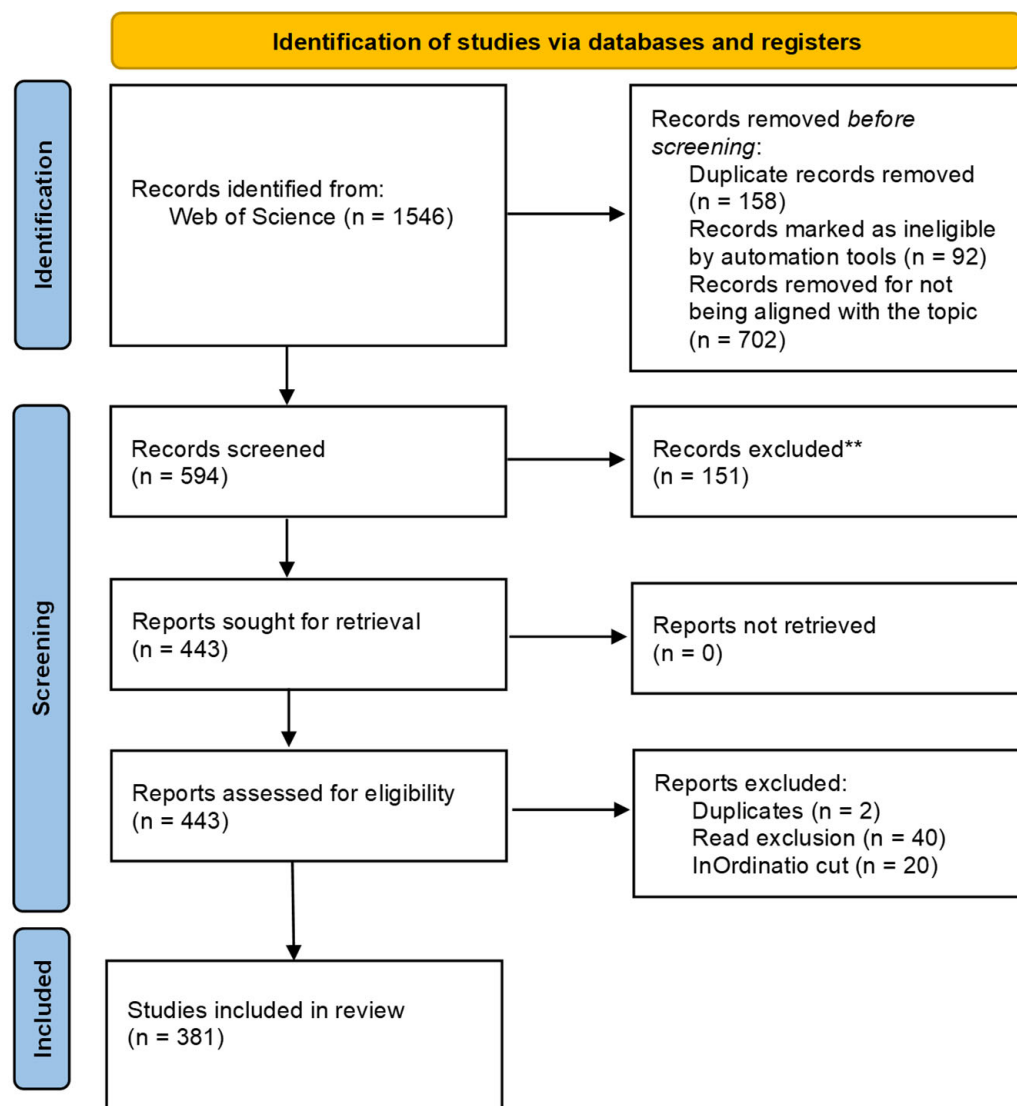 Identification of studies via databases and registers
Identification
Records identified from:
Web of Science (n = 1546)
Records removed before
screening:
Duplicate records removed
(n = 158)
Records marked as ineligible
by automation tools (n = 92)
Records removed for not
being aligned with the topic
(n = 702)
Screening
Records screened
(n = 594)
Records excluded**
(n = 151)
Reports sought for retrieval
(n = 443)
Reports not retrieved
(n = 0)
Reports assessed for eligibility
(n = 443)
Reports excluded:
Duplicates (n = 2)
Read exclusion (n = 40)
InOrdinatio cut (n = 20)
Included
Studies included in review
(n = 381)